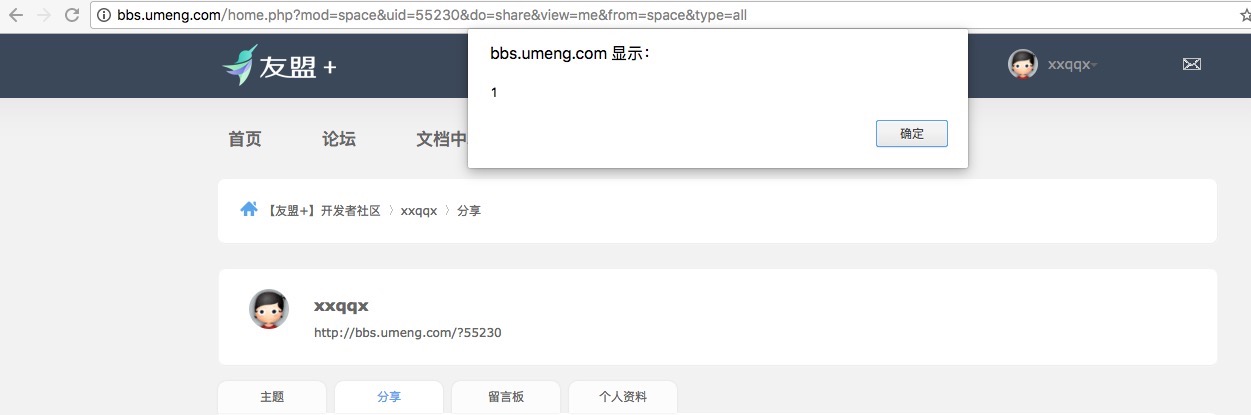 bbs.umeng.com/home.php?mod=space&uid=55230&do=share&view=me&from=space&type=all
bbs.umeng.com 显示：
友盟+
xxqqx
1
确定
首页 论坛 文档中
【友盟+】开发者社区 〉xxqqx 〉分享
xxqqx
http://bbs.umeng.com/?55230
主题 分享 留言板 个人资料